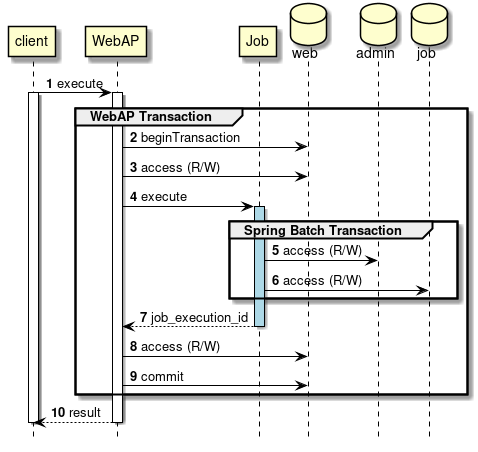 client
WebAP
Job
web
admin
job
1 execute
WebAP Transaction
2 beginTransaction
3 access (R/W)
4 execute
Spring Batch Transaction
5 access (R/W)
6 access (R/W)
7 job_execution_id
8 access (R/W)
9 commit
10 result